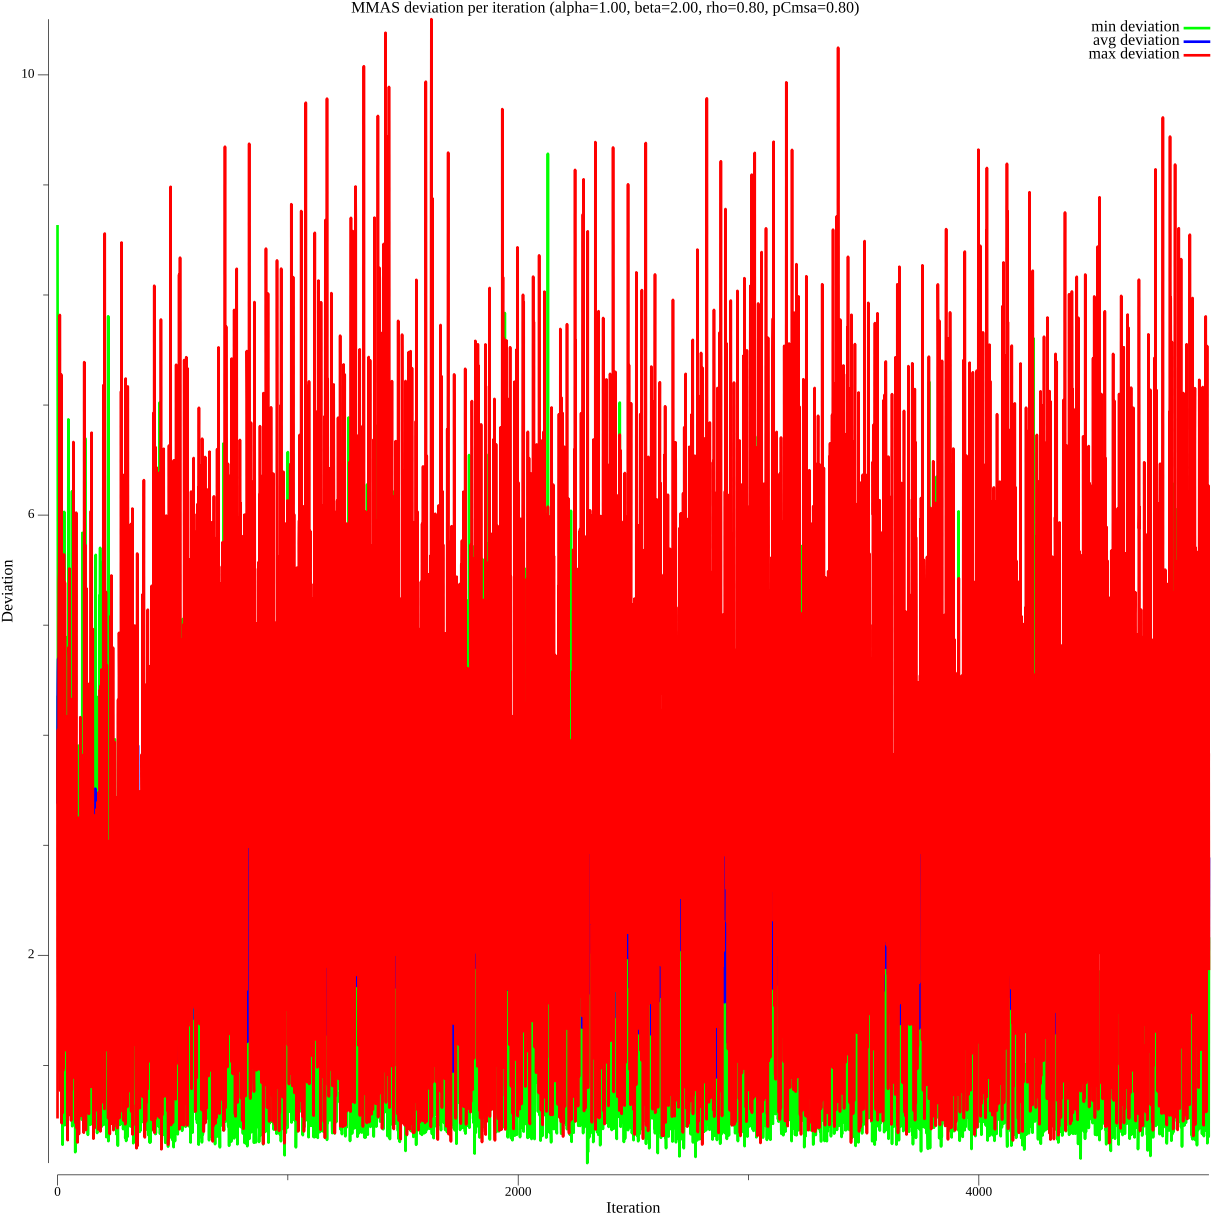 MMAS deviation per iteration (alpha=1.00, beta=2.00, rho=0.80, pCmsa=0.80)
min deviation
avg deviation
max deviation
10
6
2
Deviation
0
2000
4000
Iteration